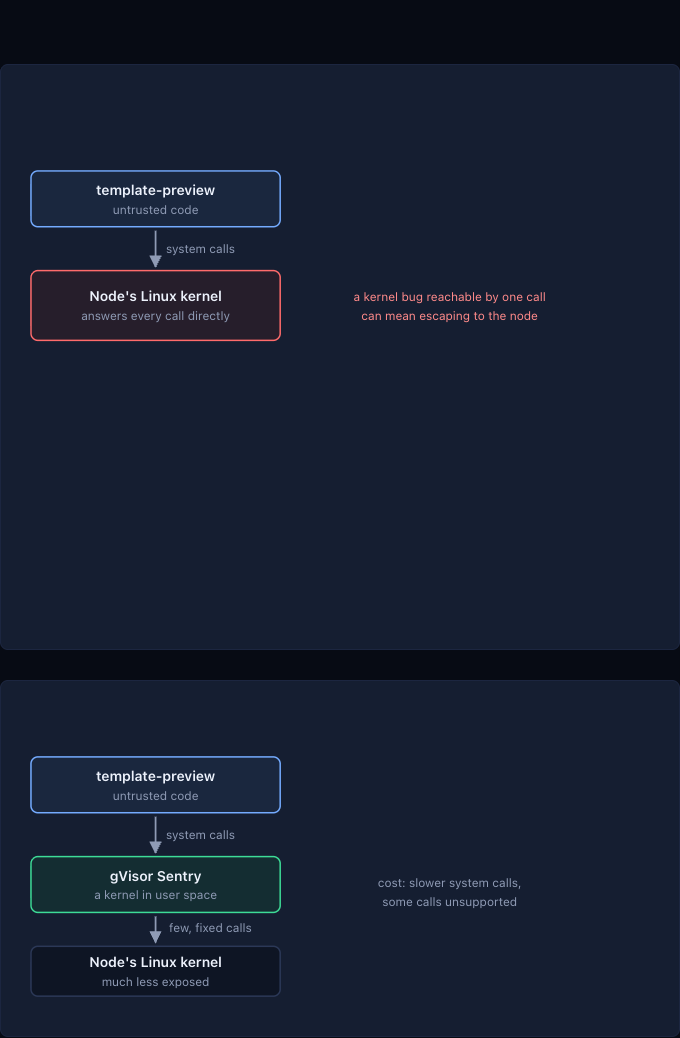 template-preview
untrusted code
system calls
Node's Linux kernel
answers every call directly
a kernel bug reachable by one call
can mean escaping to the node
template-preview
untrusted code
system calls
gVisor Sentry
a kernel in user space
cost: slower system calls,
some calls unsupported
few, fixed calls
Node's Linux kernel
much less exposed